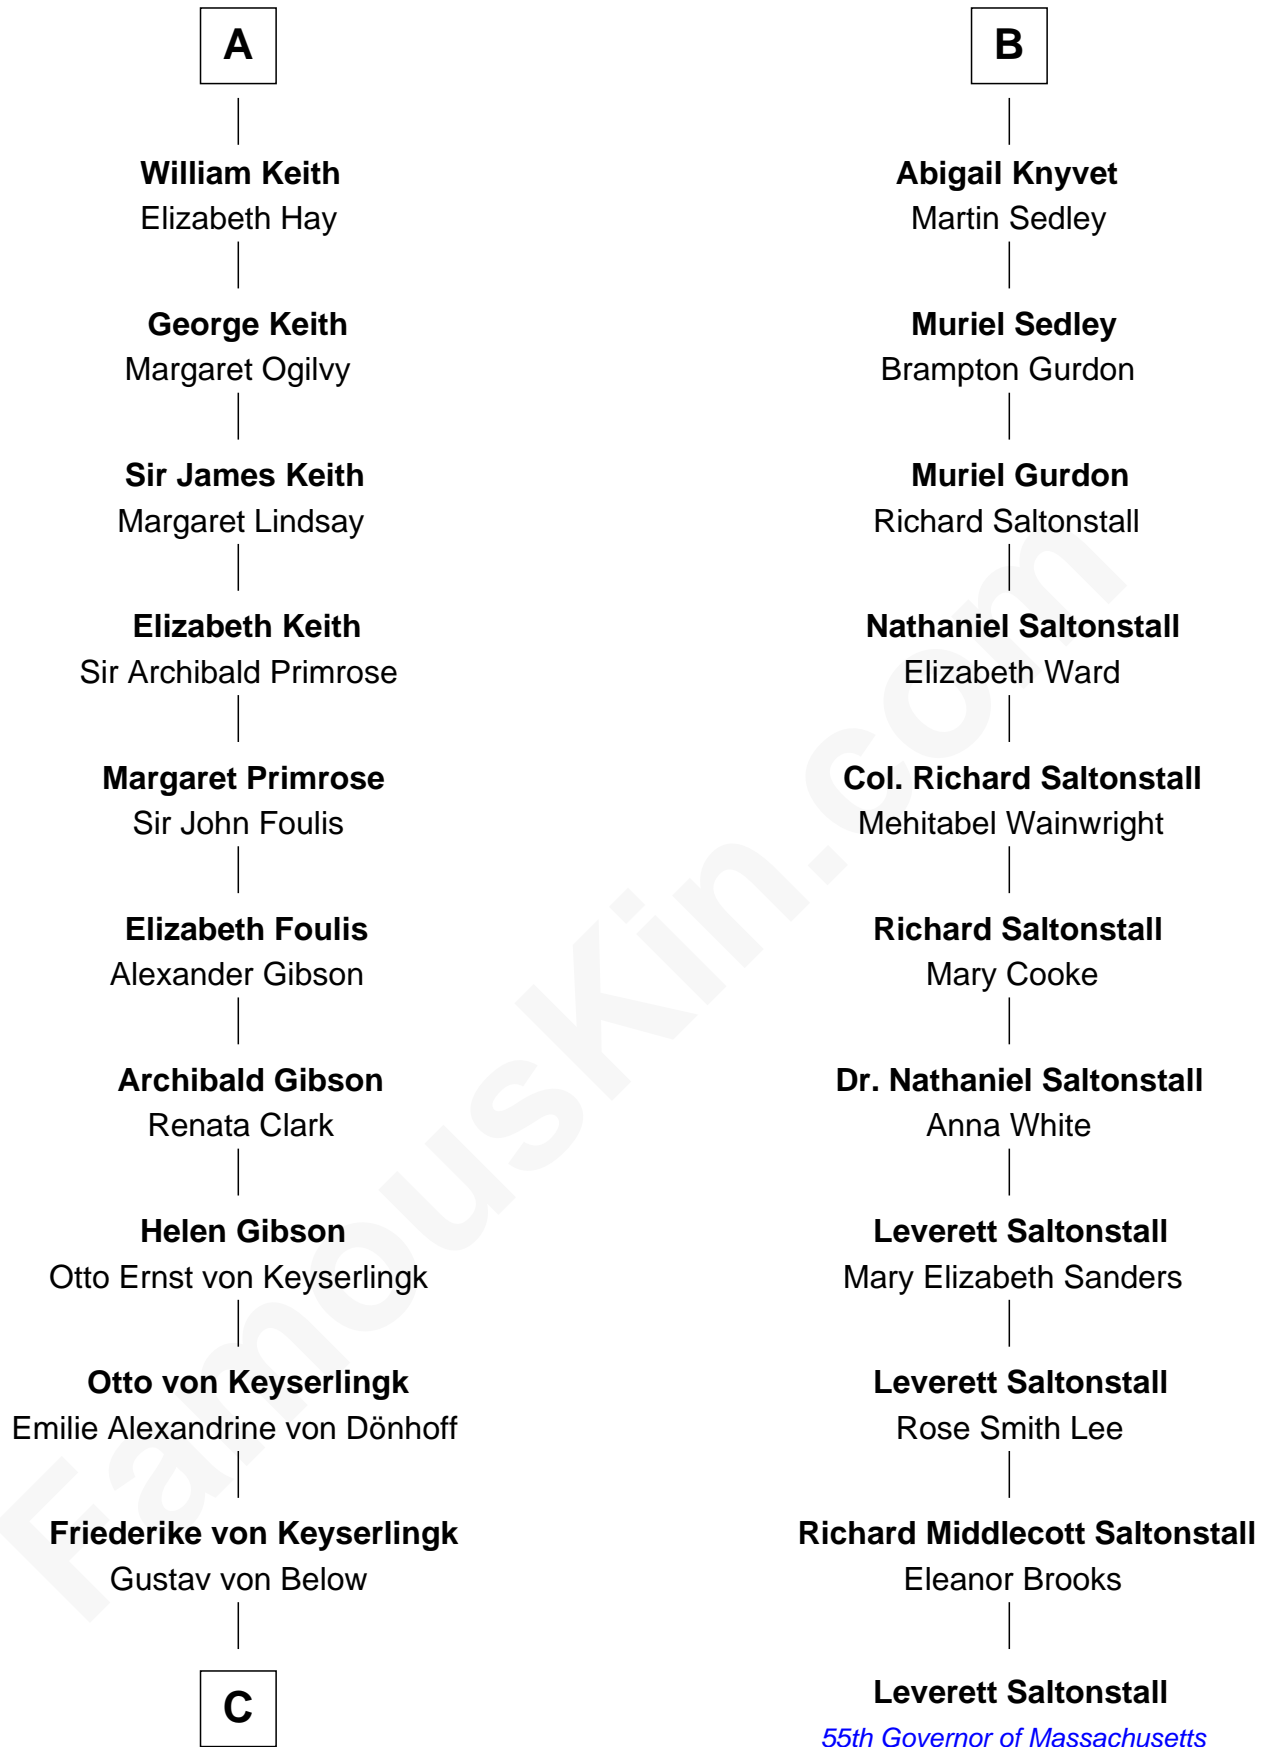 A
William Keith
Elizabeth Hay
George Keith
Margaret Ogilvy
Sir James Keith
Margaret Lindsay
Elizabeth Keith
Sir Archibald Primrose
Margaret Primrose
Sir John Foulis
Elizabeth Foulis
Alexander Gibson
Archibald Gibson
Renata Clark
Helen Gibson
Otto Ernst von Keyserlingk
Otto von Keyserlingk
Emilie Alexandrine von Dönhoff
Friederike von Keyserlingk
Gustav von Below
C
B
Abigail Knyvet
Martin Sedley
Muriel Sedley
Brampton Gurdon
Muriel Gurdon
Richard Saltonstall
Nathaniel Saltonstall
Elizabeth Ward
Col. Richard Saltonstall
Mehitabel Wainwright
Richard Saltonstall
Mary Cooke
Dr. Nathaniel Saltonstall
Anna White
Leverett Saltonstall
Mary Elizabeth Sanders
Leverett Saltonstall
Rose Smith Lee
Richard Middlecott Saltonstall
Eleanor Brooks
Leverett Saltonstall
55th Governor of Massachusetts
FamousKin.com